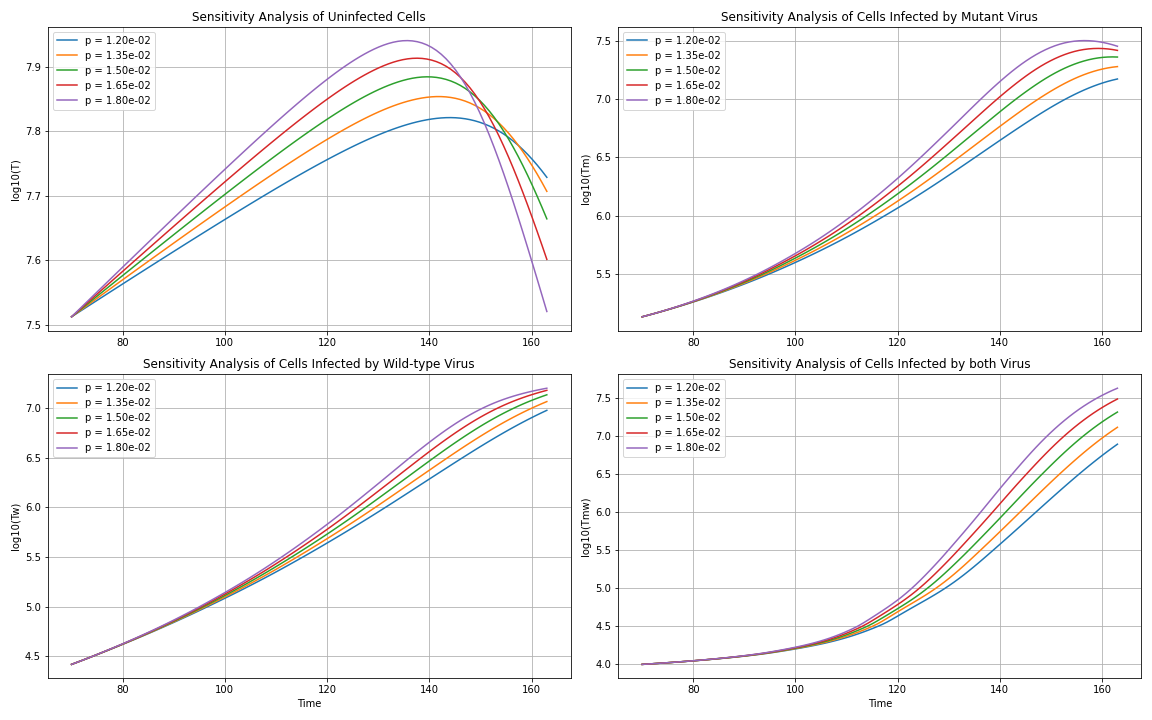 Sensitivity Analysis of Uninfected Cells
p = 1.20e-02
p = 1.35e-02
p = 1.50e-02
p = 1.65e-02
p = 1.80e-02
log10(T)
7.9
7.8
7.7
7.6
7.5
80 100 120 140 160
Sensitivity Analysis of Cells Infected by Mutant Virus
p = 1.20e-02
p = 1.35e-02
p = 1.50e-02
p = 1.65e-02
p = 1.80e-02
log10(Tm)
7.5
7.0
6.5
6.0
5.5
80 100 120 140 160
Sensitivity Analysis of Cells Infected by Wild-type Virus
p = 1.20e-02
p = 1.35e-02
p = 1.50e-02
p = 1.65e-02
p = 1.80e-02
log10(Tw)
7.0
6.5
6.0
5.5
5.0
4.5
80 100 120 140 160
Time
Sensitivity Analysis of Cells Infected by both Virus
p = 1.20e-02
p = 1.35e-02
p = 1.50e-02
p = 1.65e-02
p = 1.80e-02
log10(Tmw)
7.5
7.0
6.5
6.0
5.5
5.0
4.5
4.0
80 100 120 140 160
Time